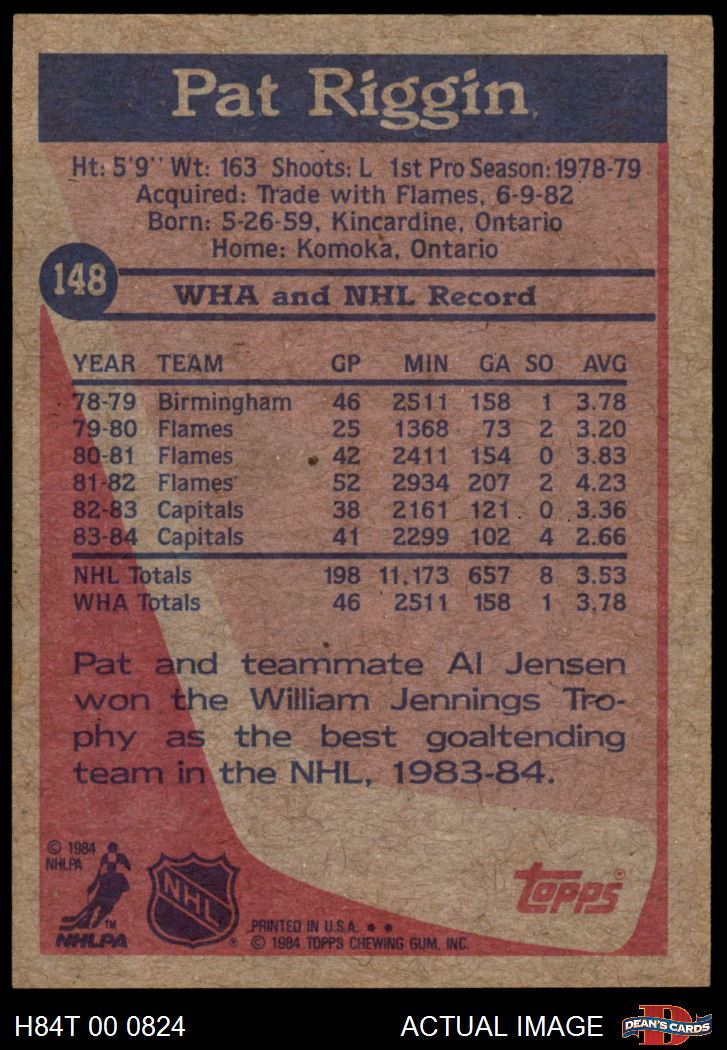 Pat Riggin
Ht: 5'9'' Wt: 163 Shoots: L 1st Pro Season: 1978-79
Acquired: Trade with Flames, 6-9-82
Born: 5-26-59, Kincardine, Ontario
Home: Komoka, Ontario
148
WHA and NHL Record
YEAR TEAM GP MIN GA SO AVG
78-79 Birmingham 46 2511 158 1 3.78
79-80 Flames 25 1368 73 2 3.20
80-81 Flames 42 2411 154 0 3.83
81-82 Flames 52 2934 207 2 4.23
82-83 Capitals 38 2161 121 0 3.36
83-84 Capitals 41 2299 102 4 2.66
NHL Totals 198 11,173 657 8 3.53
WHA Totals 46 2511 158 1 3.78
Pat and teammate Al Jensen
won the William Jennings Tro-
phy as the best goaltending
team in the NHL, 1983-84.
© 1984
NHLPA
TM
NHLPA
NHL
®
PRINTED IN U.S.A. * *
© 1984 TOPPS CHEWING GUM, INC.
topps®
H84T 00 0824
ACTUAL IMAGE
D
DEAN'S CARDS